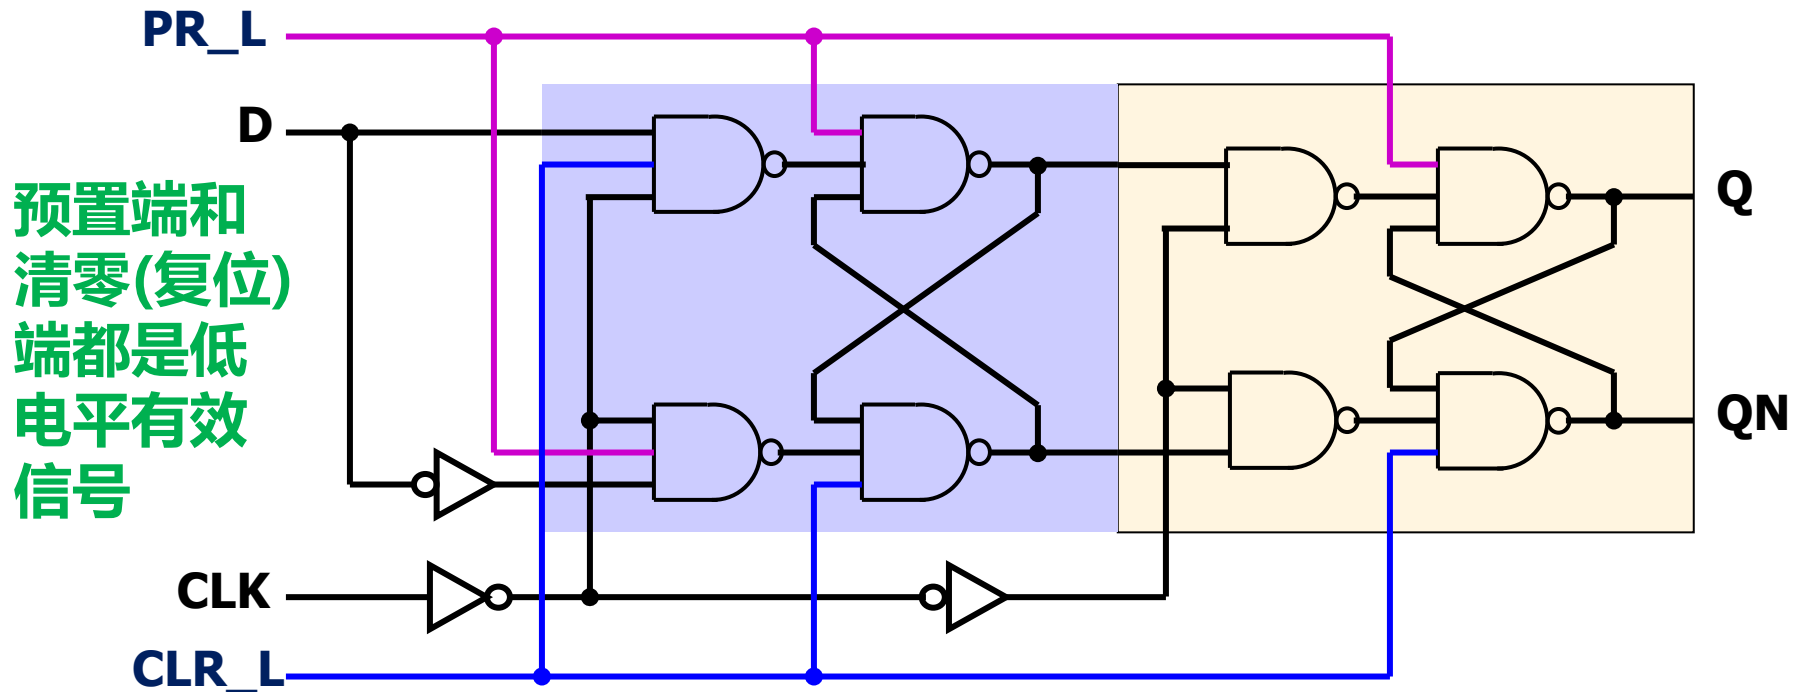 PR_L
D
预置端和
清零(复位)
端都是低
电平有效
信号
CLK
CLR_L
Q
QN